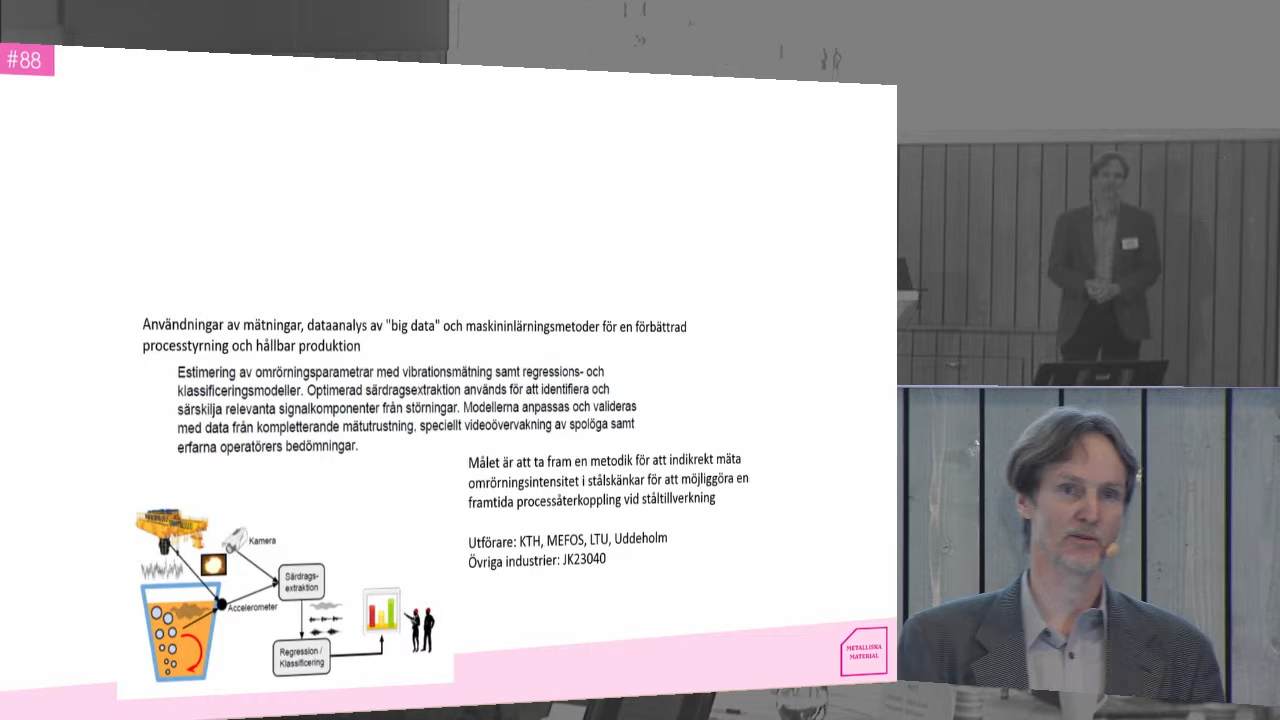 #88
Användningar av mätningar, dataanalys av "big data" och maskininlärningsmetoder för en förbättrad
processtyrning och hållbar produktion
Estimering av omrörningsparametrar med vibrationsmätning samt regressions- och
klassificeringsmodeller. Optimerad särdragsextraktion används för att identifiera och
särskilja relevanta signalkomponenter från störningar. Modellerna anpassas och valideras
med data från kompletterande mätutrustning, speciellt videoövervakning av spolöga samt
erfarna operatörers bedömningar.
Målet är att ta fram en metodik för att indikrekt mäta
omrörningsintensitet i stålskänkar för att möjliggöra en
framtida processåterkoppling vid ståltillverkning
Utförare: KTH, MEFOS, LTU, Uddeholm
Övriga industrier: JK23040
Kamera
Särdrags-
extraktion
Accelerometer
Regression /
Klassificering
METALLISKA
MATERIAL